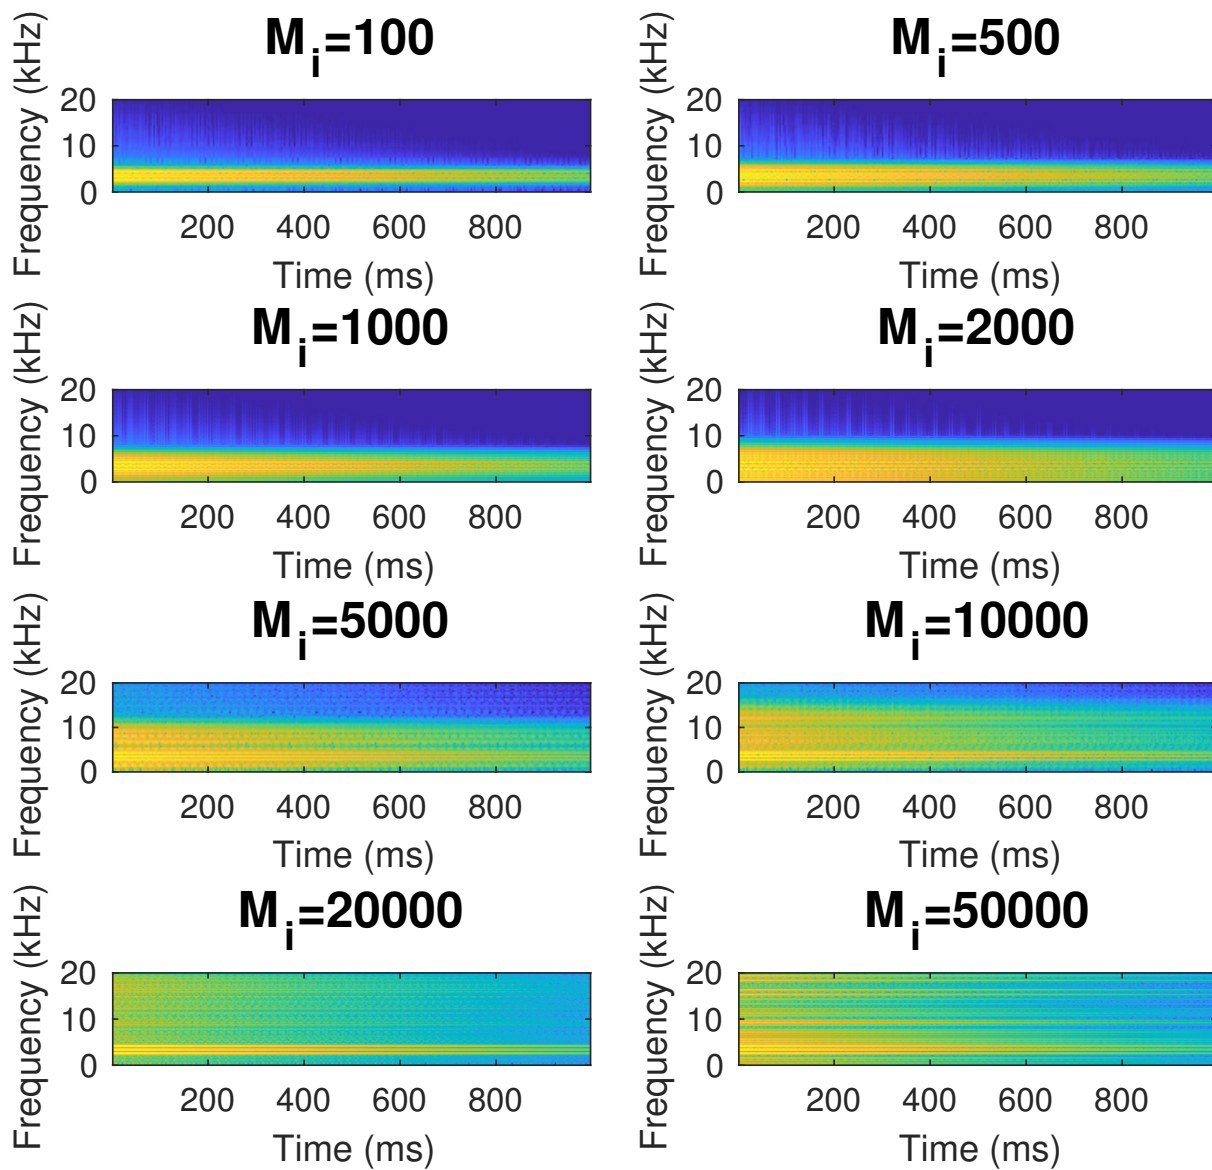 M_i=100
Frequency (kHz)
20
10
0
200 400 600 800
Time (ms)
M_i=500
Frequency (kHz)
20
10
0
200 400 600 800
Time (ms)
M_i=1000
Frequency (kHz)
20
10
0
200 400 600 800
Time (ms)
M_i=2000
Frequency (kHz)
20
10
0
200 400 600 800
Time (ms)
M_i=5000
Frequency (kHz)
20
10
0
200 400 600 800
Time (ms)
M_i=10000
Frequency (kHz)
20
10
0
200 400 600 800
Time (ms)
M_i=20000
Frequency (kHz)
20
10
0
200 400 600 800
Time (ms)
M_i=50000
Frequency (kHz)
20
10
0
200 400 600 800
Time (ms)